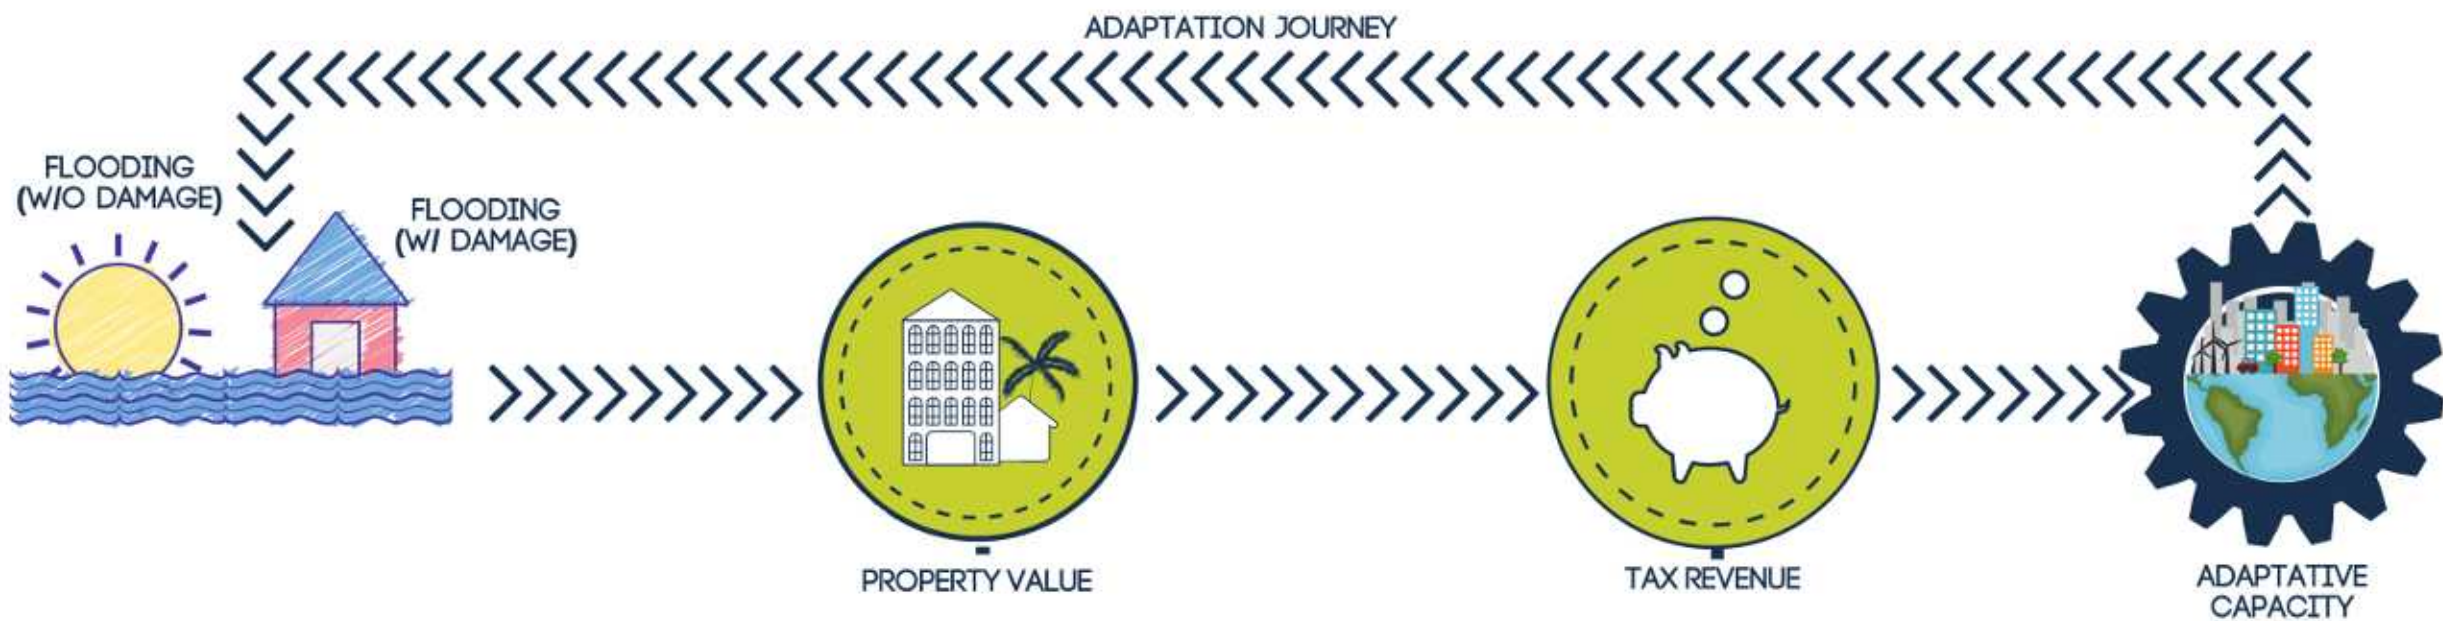 ADAPTATION JOURNEY
FLOODING
(W/O DAMAGE)
FLOODING
(W/ DAMAGE)
PROPERTY VALUE
TAX REVENUE
ADAPTATIVE
CAPACITY